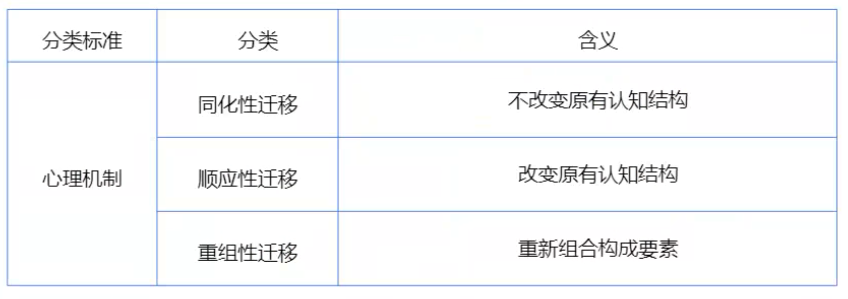 分类标准 分类 含义
同化性迁移 不改变原有认知结构
心理机制 顺应性迁移 改变原有认知结构
重组性迁移 重新组合构成要素